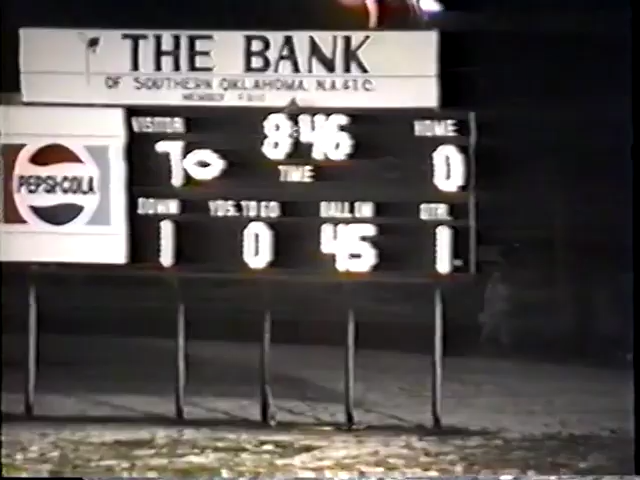 THE BANK
OF SOUTHERN OKLAHOMA, N.A. & T.C.
VISITOR 8:46 HOME
7 TIME 0
PEPSI-COLA
DOWN YDS. TO GO BALL ON QTR.
1 0 45 1